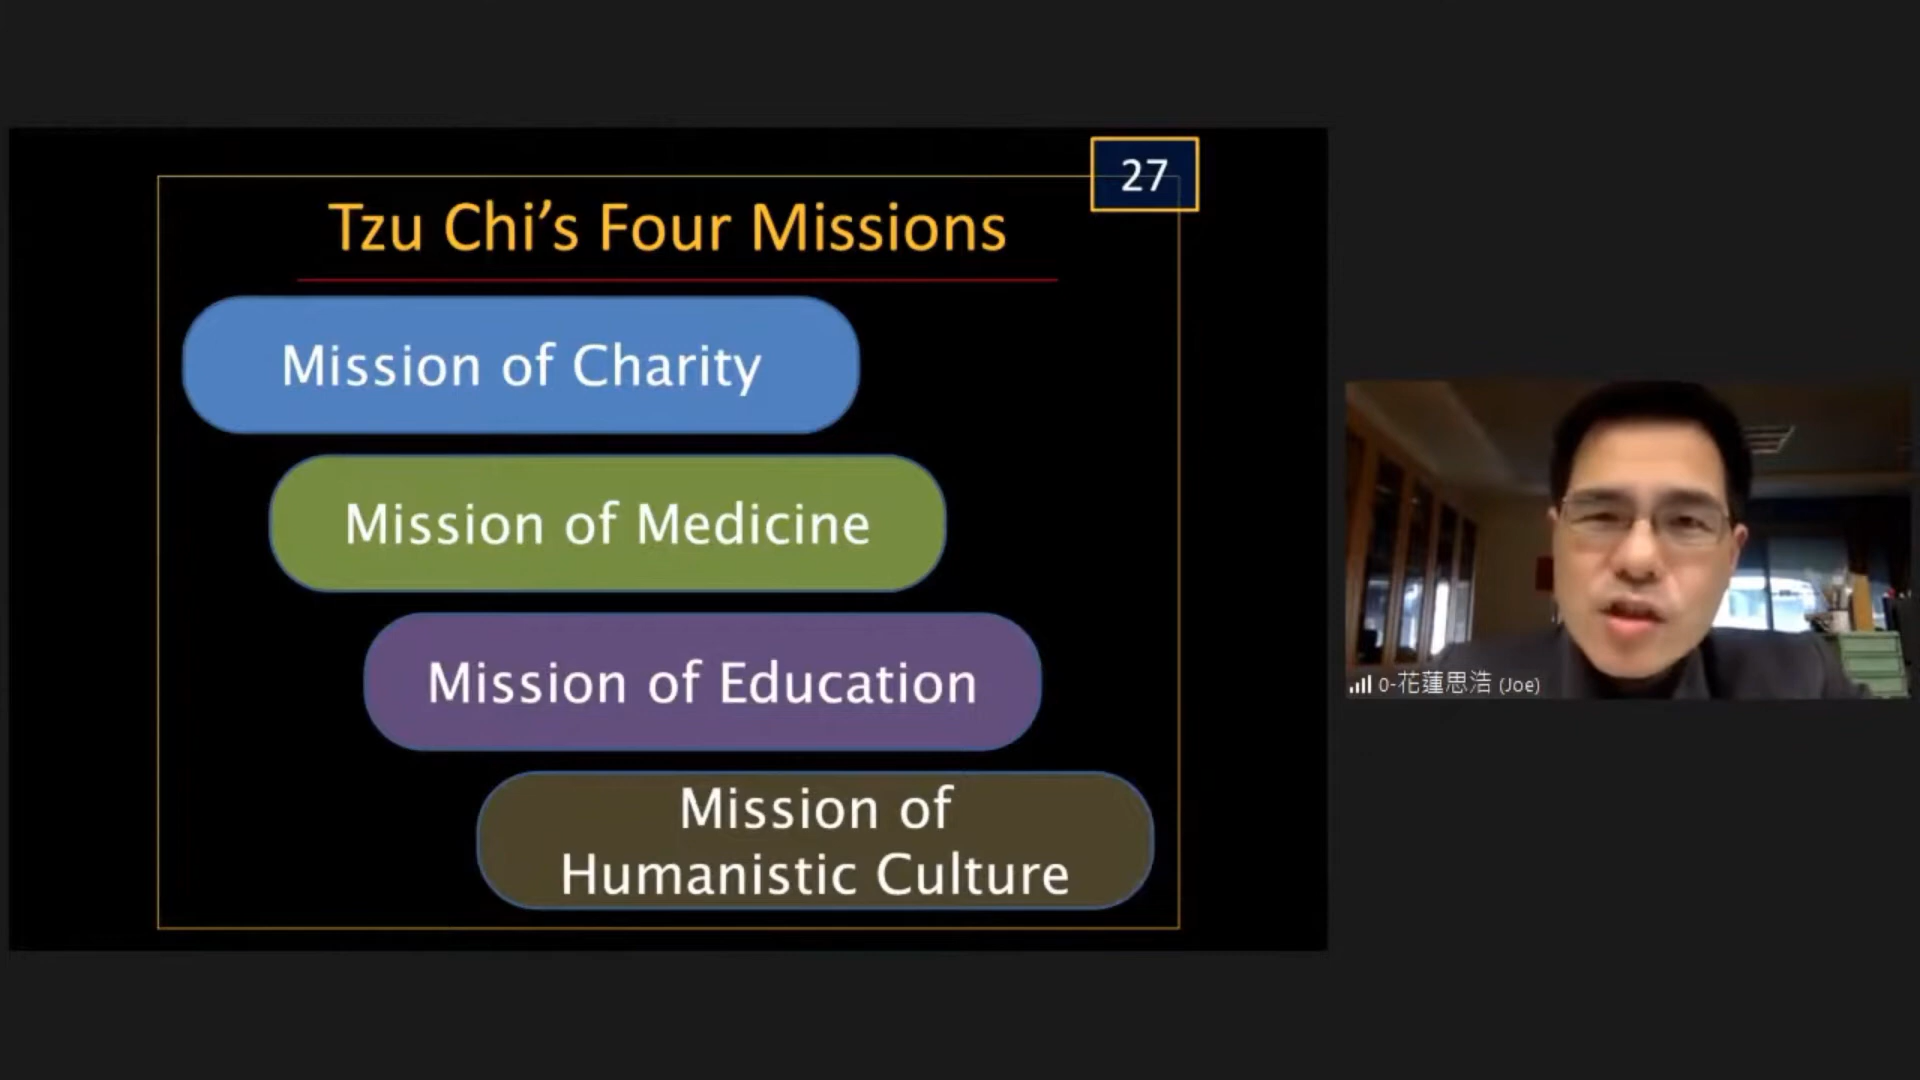 27
Tzu Chi’s Four Missions
Mission of Charity
Mission of Medicine
Mission of Education
Mission of
Humanistic Culture
0-花蓮思浩 (Joe)